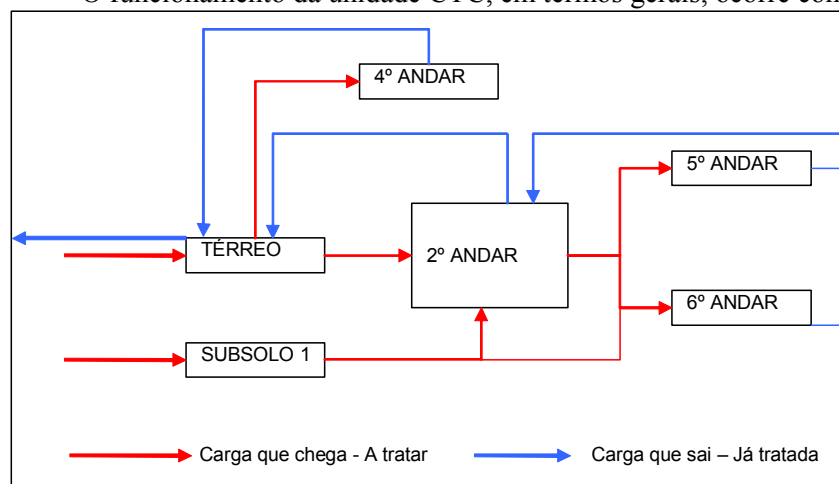 O funcionamento da unidade CTC, em termos gerais, ocorre
4º ANDAR
5º ANDAR
TÉRREO
2º ANDAR
6º ANDAR
SUBSOLO 1
Carga que chega - A tratar
Carga que sai – Já tratada